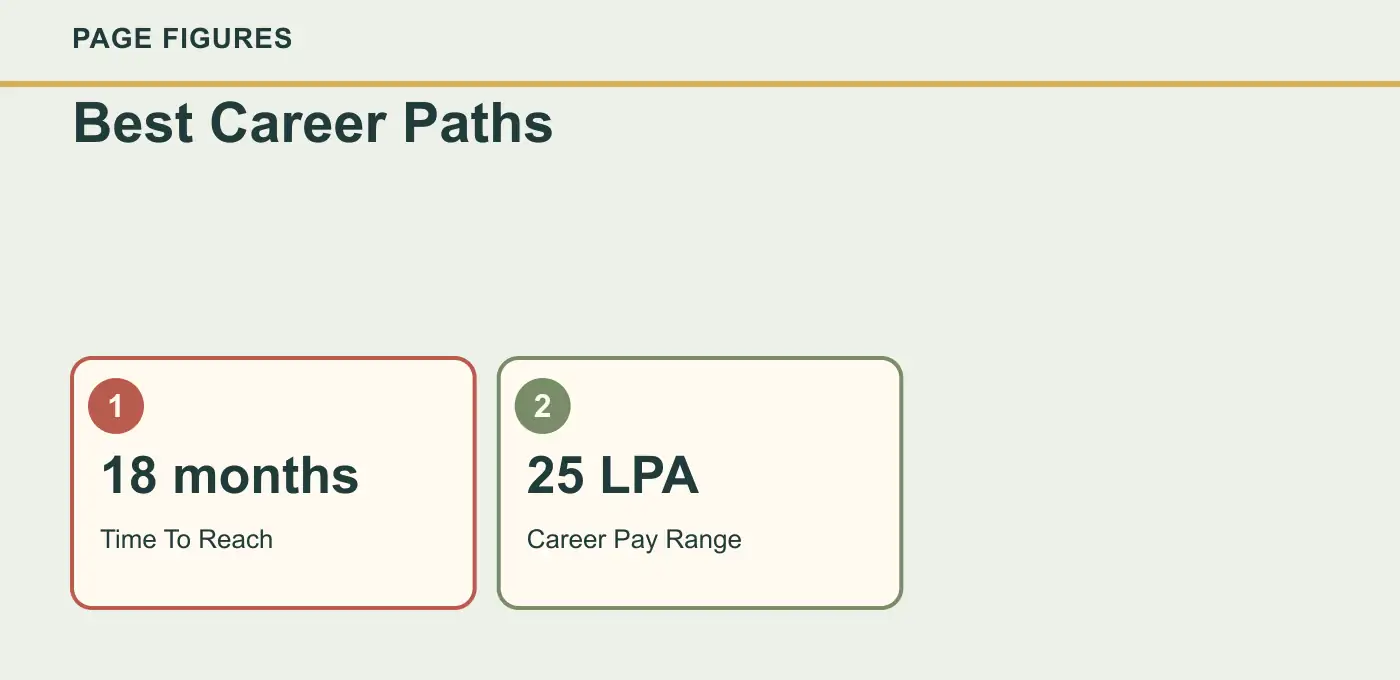 PAGE FIGURES
Best Career Paths
1
18 months
Time To Reach
2
25 LPA
Career Pay Range